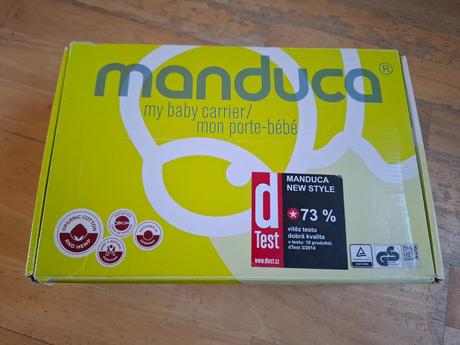 manduca®
my baby carrier/
mon porte-bébé
MANDUCA
NEW STYLE
d
Test
73 %
vítěz testu
dobrá kvalita
v testu: 10 produktů
dTest 3/2014
www.dtest.cz
ORGANIC COTTON
AND HEMP
GS